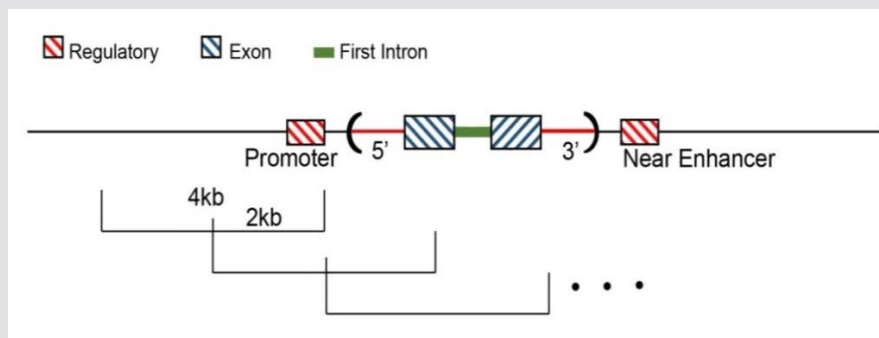 Regulatory Exon First Intron
5’ 3’
Promoter Near Enhancer
4kb
2kb